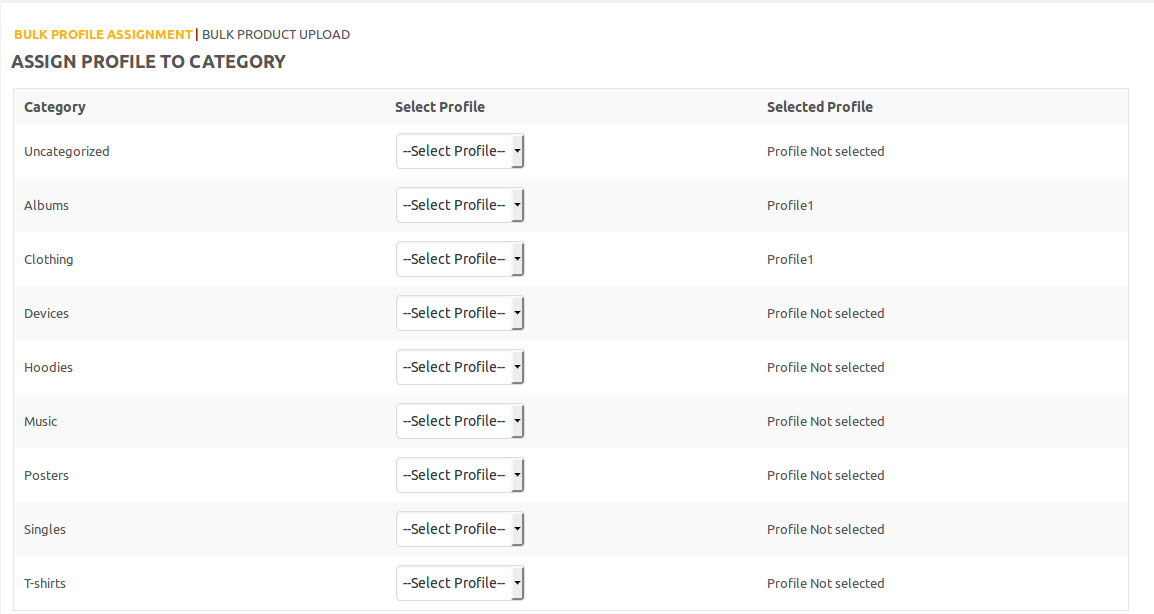 BULK PROFILE ASSIGNMENT | BULK PRODUCT UPLOAD
ASSIGN PROFILE TO CATEGORY
Category Select Profile Selected Profile
Uncategorized --Select Profile-- Profile Not selected
Albums --Select Profile-- Profile1
Clothing --Select Profile-- Profile1
Devices --Select Profile-- Profile Not selected
Hoodies --Select Profile-- Profile Not selected
Music --Select Profile-- Profile Not selected
Posters --Select Profile-- Profile Not selected
Singles --Select Profile-- Profile Not selected
T-shirts --Select Profile-- Profile Not selected